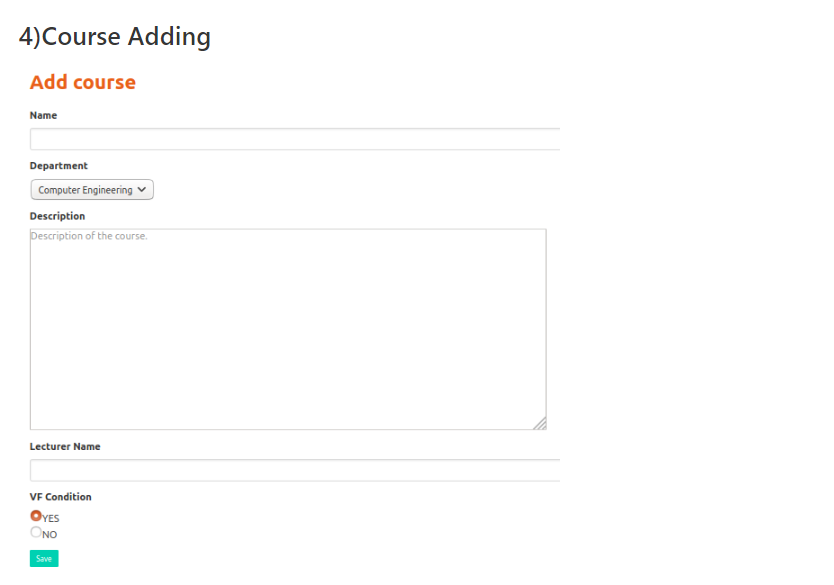 4)Course Adding
Add course
Name
Department
Computer Engineering
Description
Description of the course.
Lecturer Name
VF Condition
YES
NO
Save